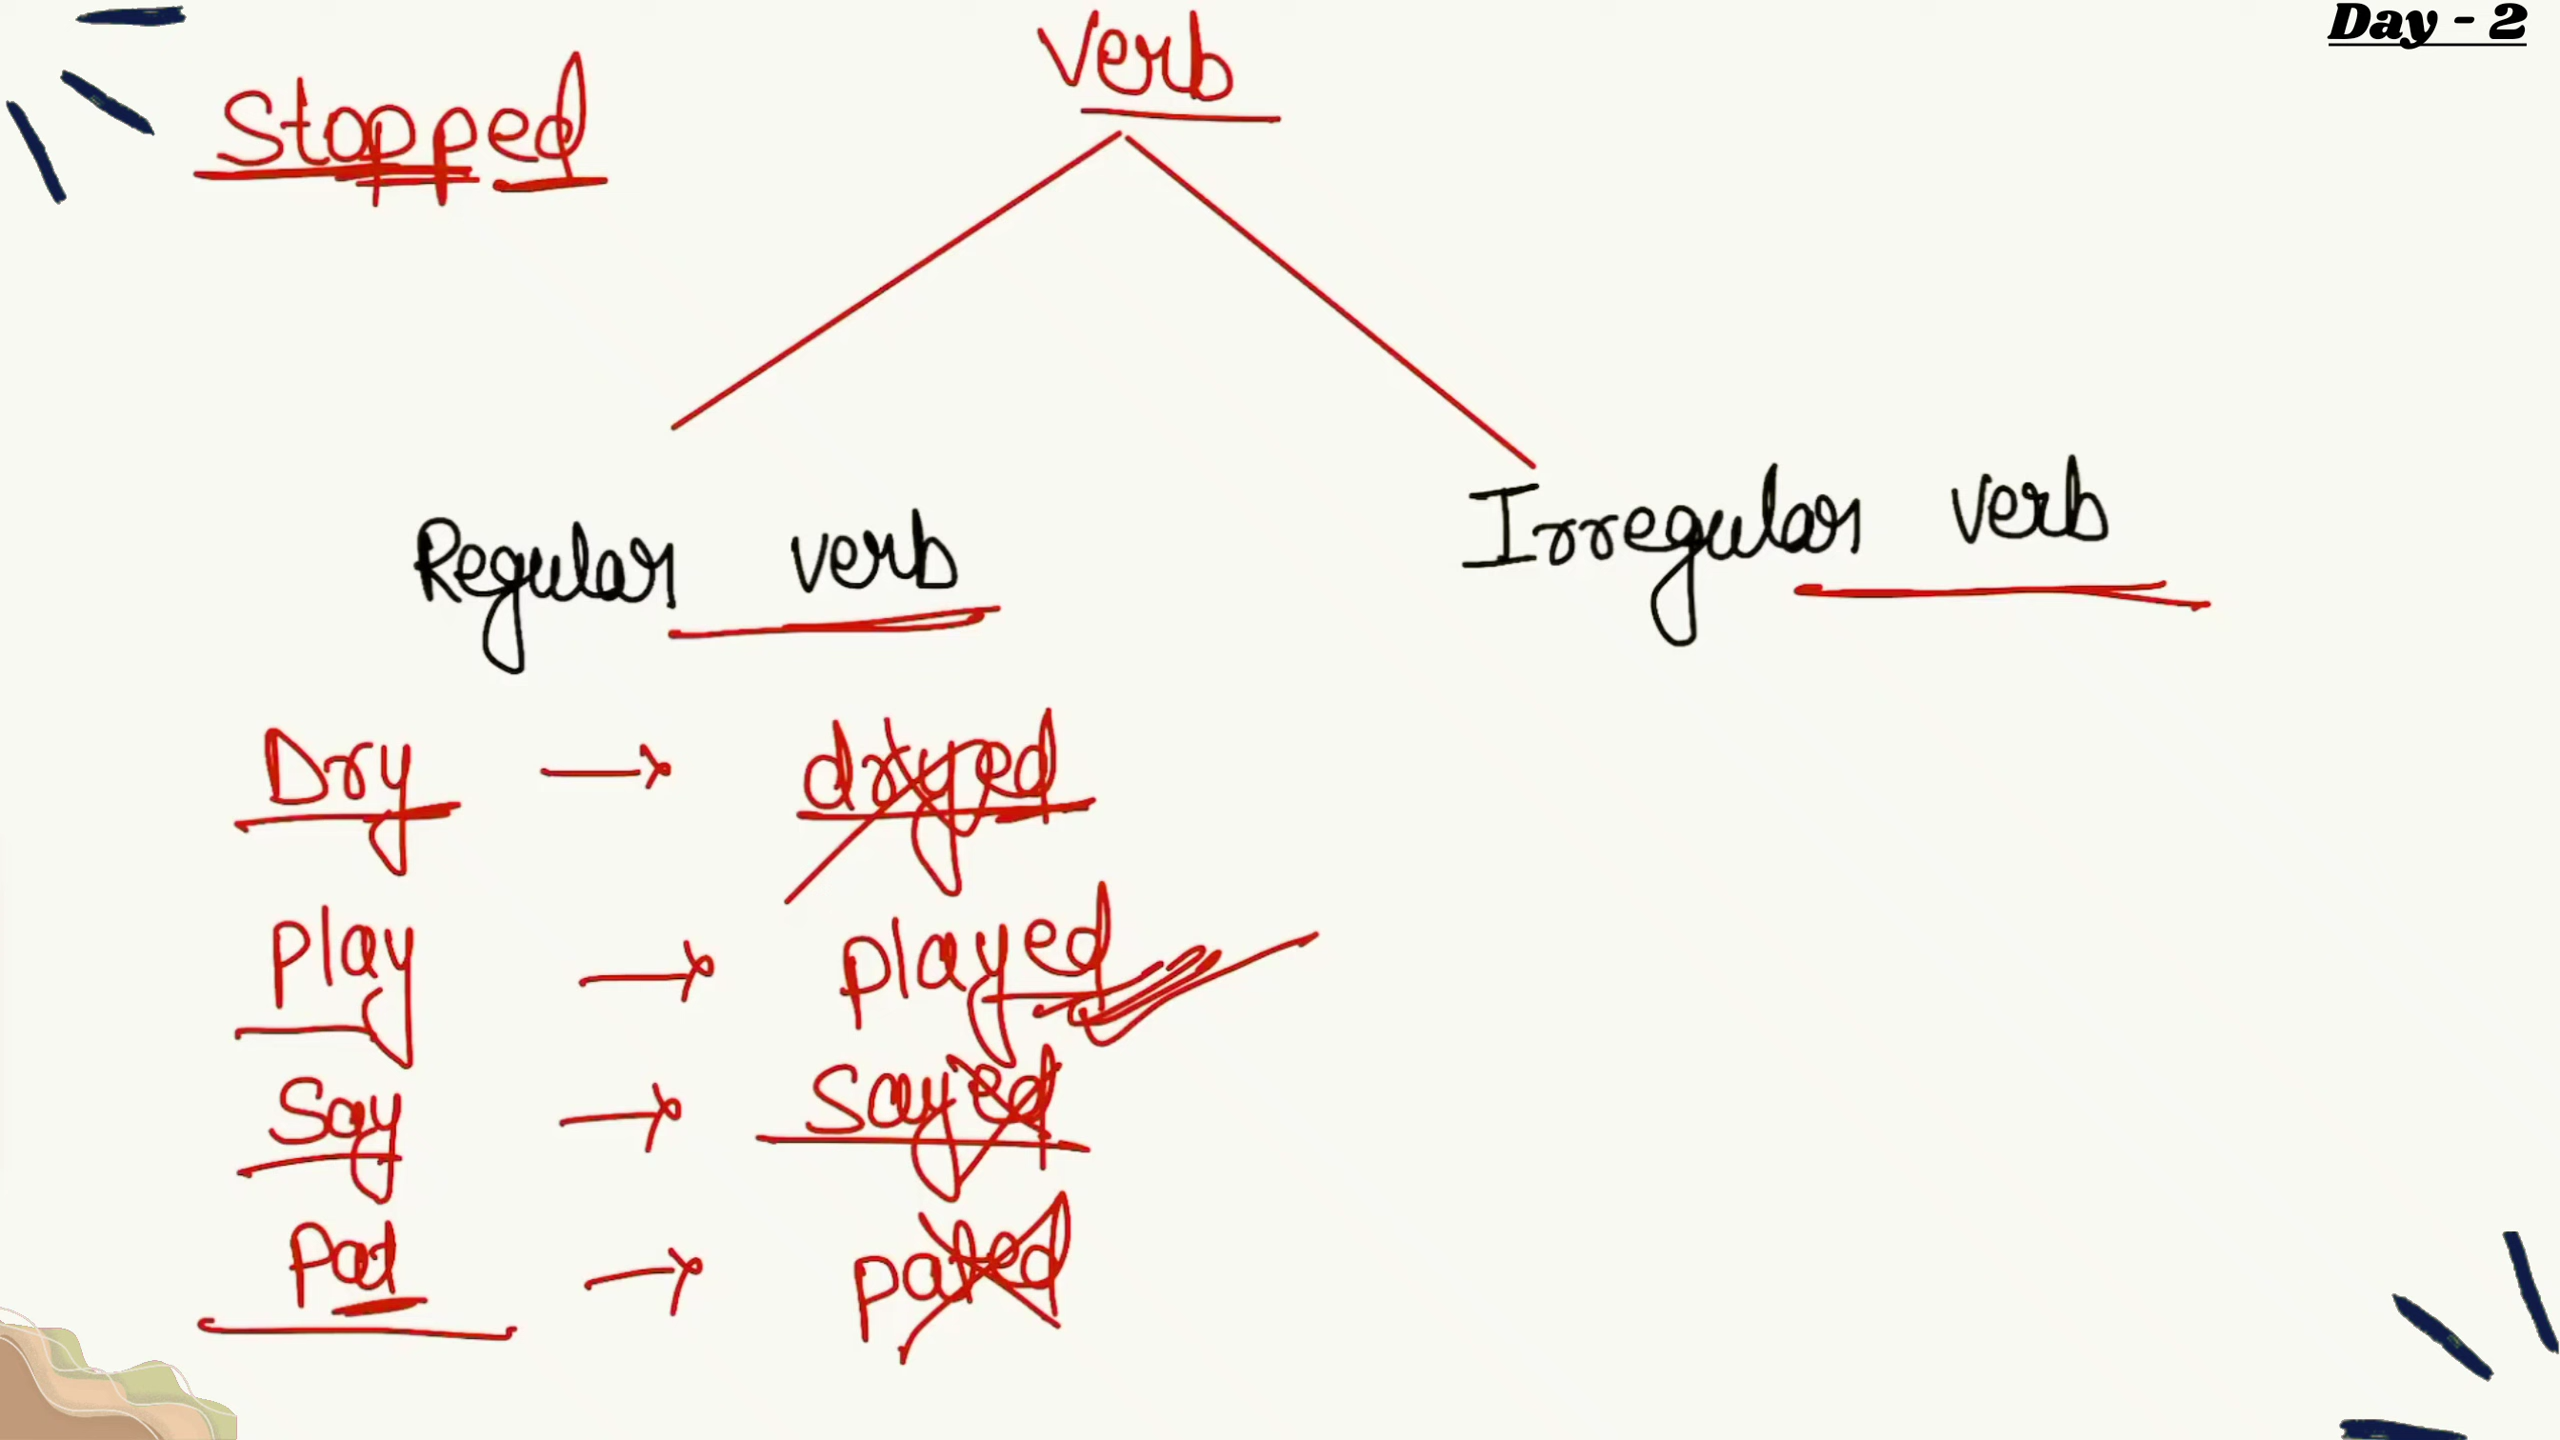 Day - 2
Verb
Stopped
Regular verb
Irregular verb
Dry → dryed
Play → played
Say → Sayed
Pat → pated